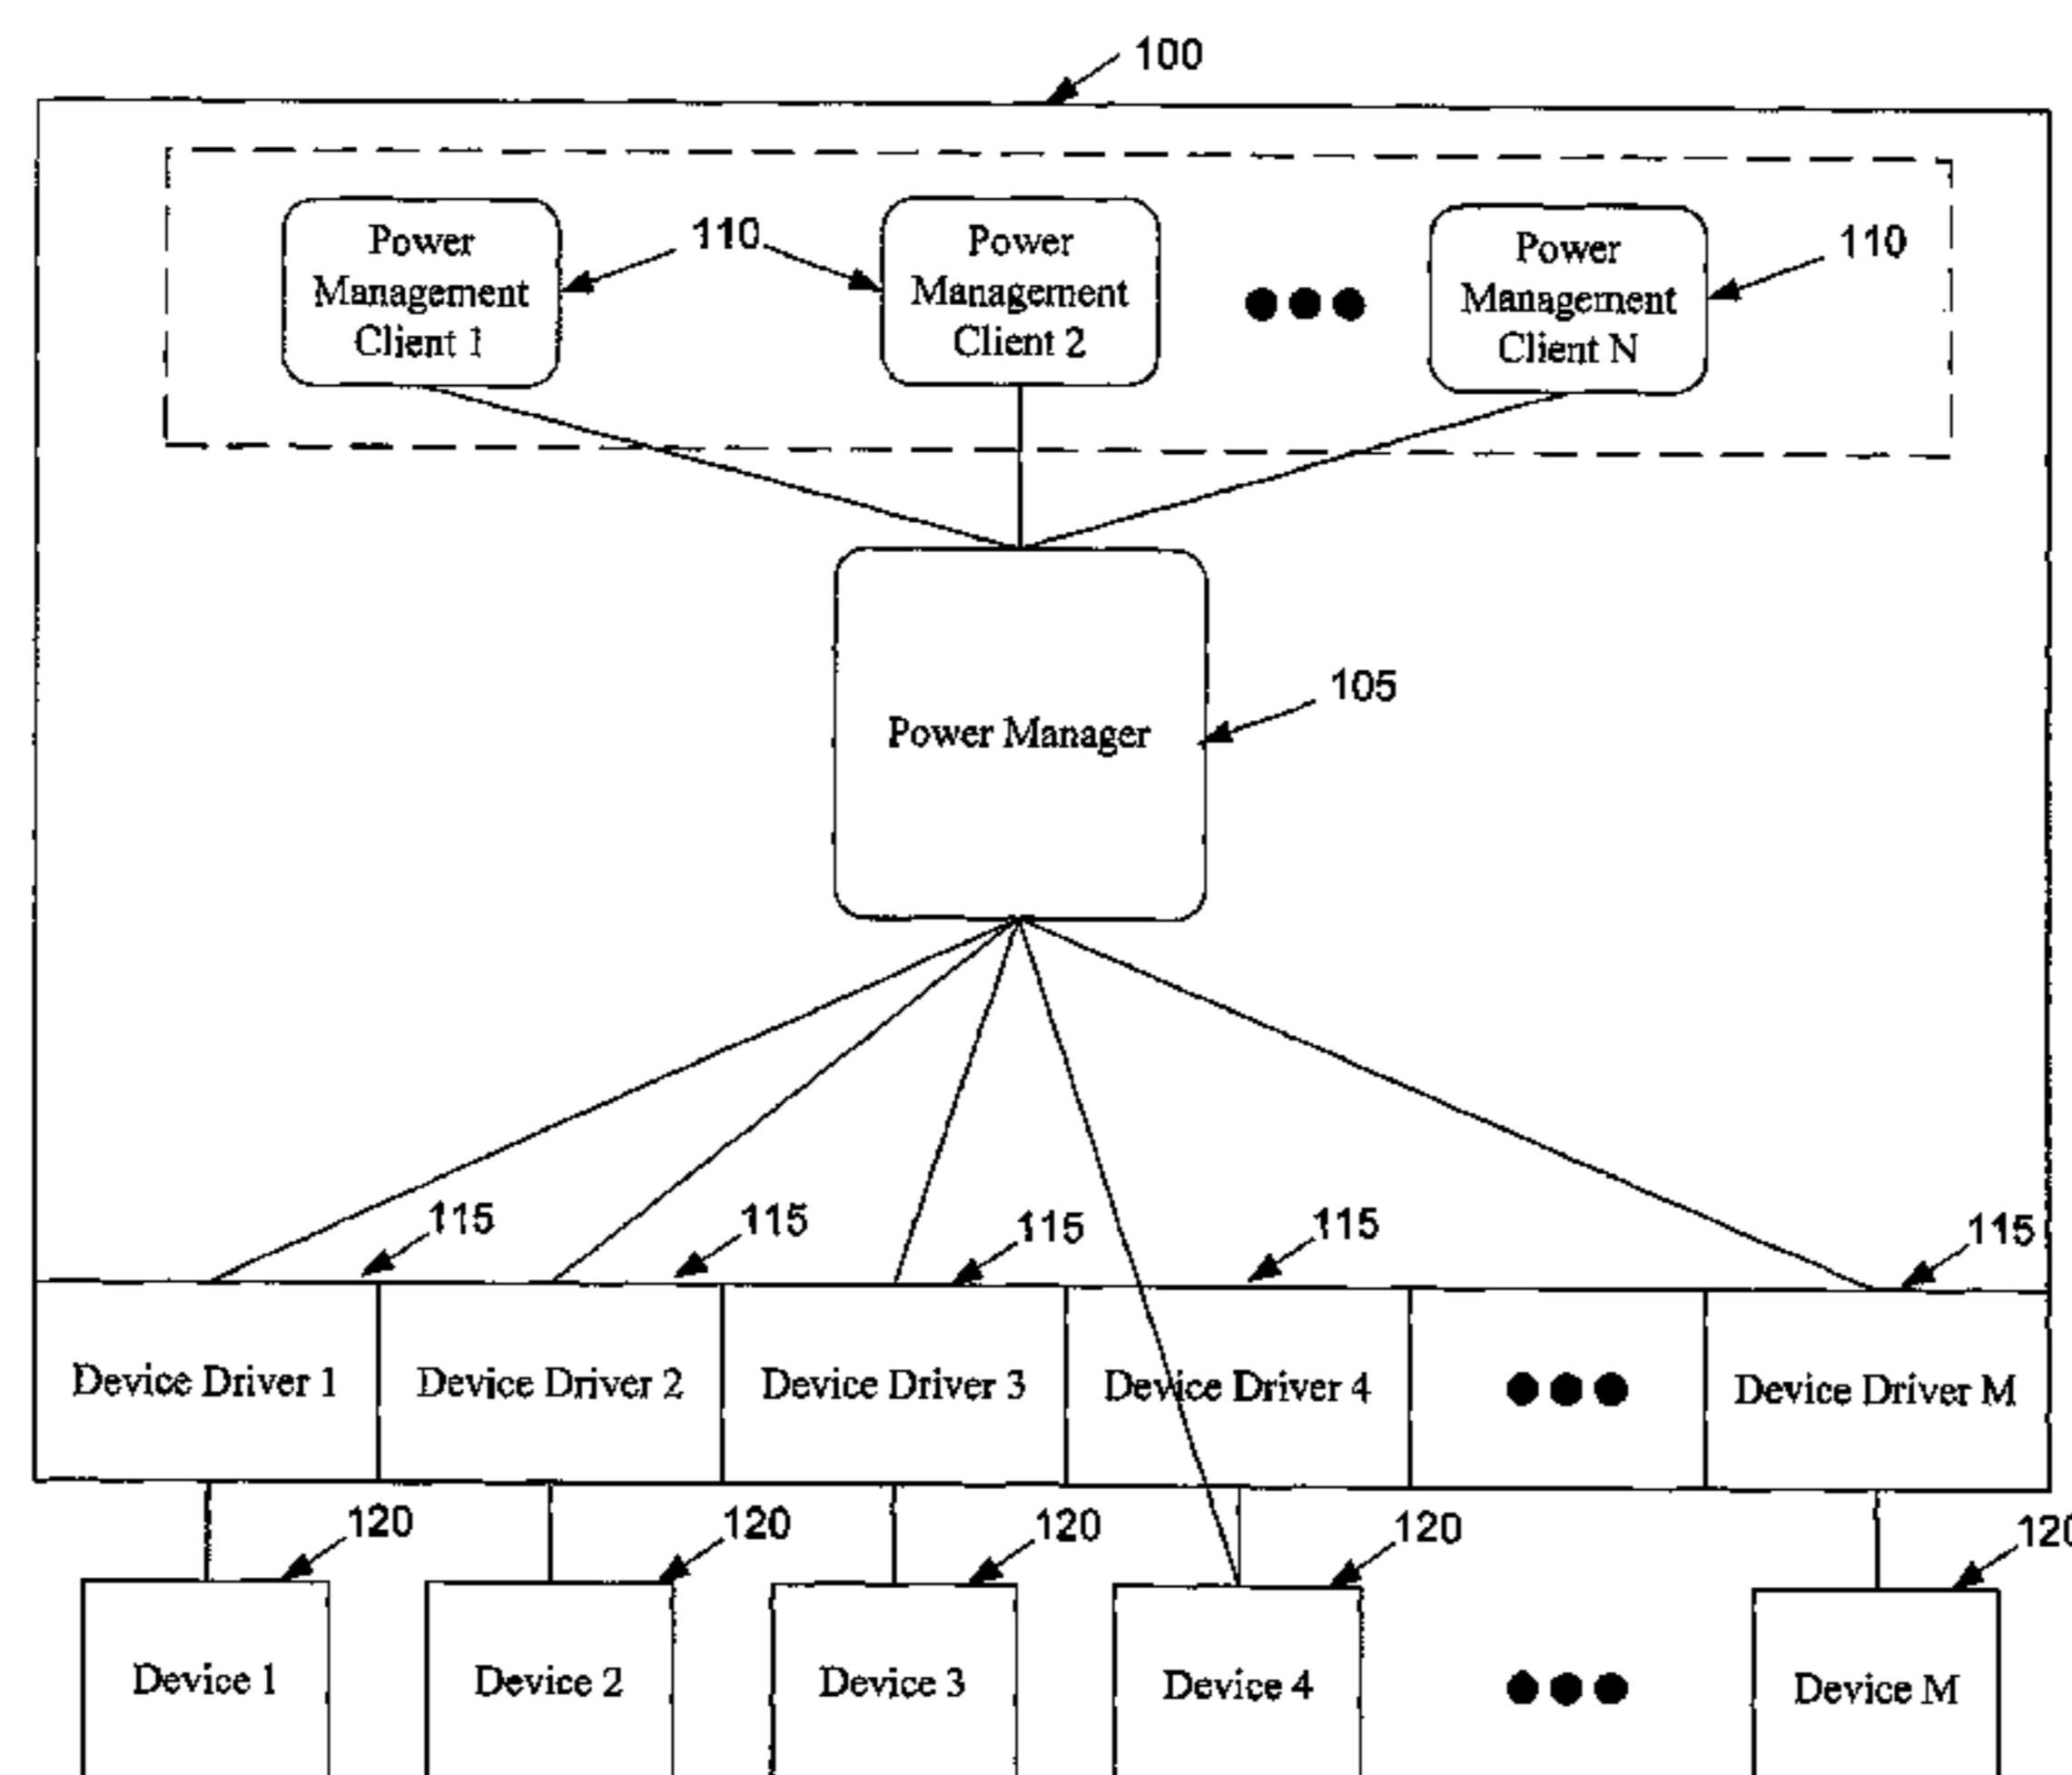 100
Power
Management
Client 1
110
Power
Management
Client 2
Power
Management
Client N
110
Power Manager
105
115
115
115
115
115
Device Driver 1
Device Driver 2
Device Driver 3
Device Driver 4
Device Driver M
120
120
120
120
120
Device 1
Device 2
Device 3
Device 4
Device M